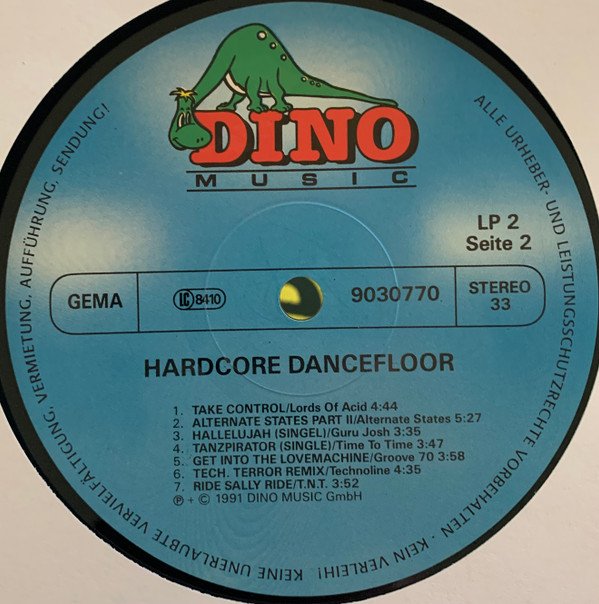 DINO
MUSIC
LP 2
Seite 2
GEMA
LC 8410
9030770
STEREO
33
HARDCORE DANCEFLOOR
1. TAKE CONTROL/Lords Of Acid 4:44
2. ALTERNATE STATES PART II/Alternate States 5:27
3. HALLELUJAH (SINGEL)/Guru Josh 3:35
4. TANZPIRATOR (SINGLE)/Time To Time 3:47
5. GET INTO THE LOVEMACHINE/Groove 70 3:58
6. TECH. TERROR REMIX/Technoline 4:35
7. RIDE SALLY RIDE/T.N.T. 3:52
℗ + © 1991 DINO MUSIC GmbH
ALLE URHEBER- UND LEISTUNGSSCHUTZRECHTE VORBEHALTEN · KEIN VERLEIH! KEINE UNERLAUBTE VERVIELFÄLTIGUNG, VERMIETUNG, AUFFÜHRUNG, SENDUNG!